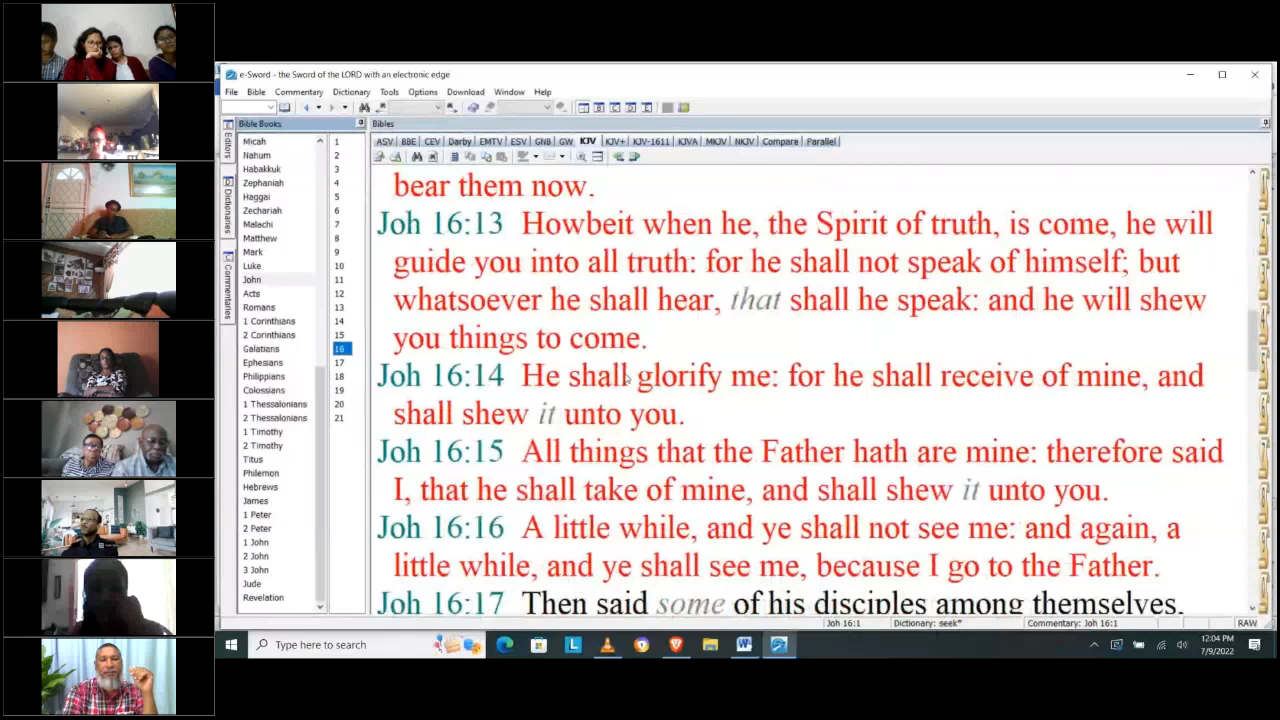 e-Sword - the Sword of the LORD with an electronic edge
File Bible Commentary Dictionary Tools Options Download Window Help
Bible Books
Bibles
Editors
Dictionaries
Commentaries
Micah
Nahum
Habakkuk
Zephaniah
Haggai
Zechariah
Malachi
Matthew
Mark
Luke
John
Acts
Romans
1 Corinthians
2 Corinthians
Galatians
Ephesians
Philippians
Colossians
1 Thessalonians
2 Thessalonians
1 Timothy
2 Timothy
Titus
Philemon
Hebrews
James
1 Peter
2 Peter
1 John
2 John
3 John
Jude
Revelation
1
2
3
4
5
6
7
8
9
10
11
12
13
14
15
16
17
18
19
20
21
ASV BBE CEV Darby EMTV ESV GNB GW KJV KJV+ KJV-1611 KJVA MKJV NKJV Compare Parallel
bear them now.
Joh 16:13 Howbeit when he, the Spirit of truth, is come, he will
guide you into all truth: for he shall not speak of himself; but
whatsoever he shall hear, that shall he speak: and he will shew
you things to come.
Joh 16:14 He shall glorify me: for he shall receive of mine, and
shall shew it unto you.
Joh 16:15 All things that the Father hath are mine: therefore said
I, that he shall take of mine, and shall shew it unto you.
Joh 16:16 A little while, and ye shall not see me: and again, a
little while, and ye shall see me, because I go to the Father.
Joh 16:17 Then said some of his disciples among themselves,
Joh 16:1 Dictionary: seek* Commentary: Joh 16:1 RAW
Type here to search
12:04 PM
7/9/2022